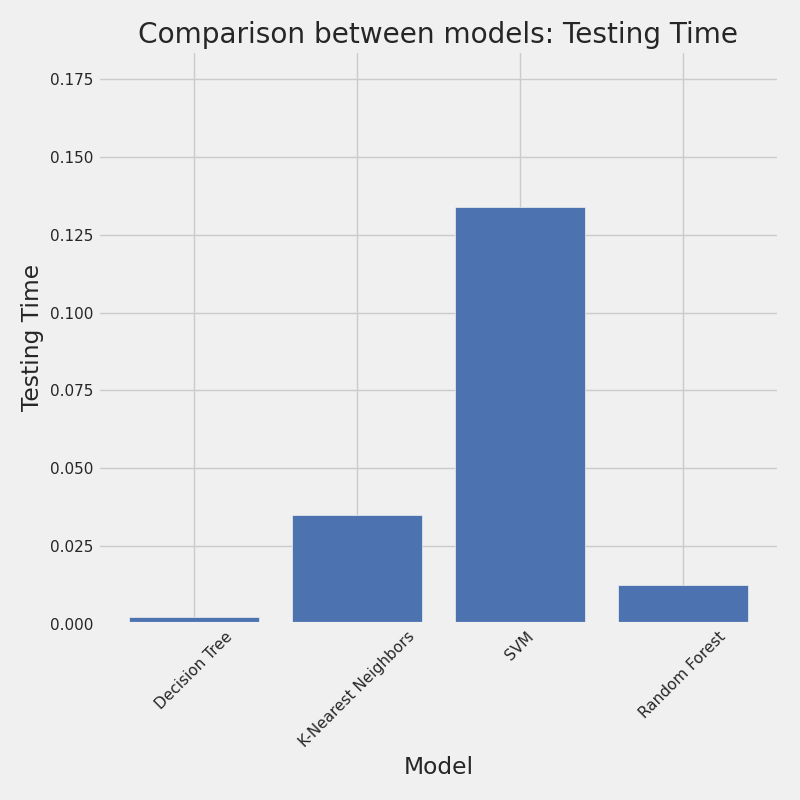 Comparison between models: Testing Time
Testing Time
0.175
0.150
0.125
0.100
0.075
0.050
0.025
0.000
Decision Tree
K-Nearest Neighbors
SVM
Random Forest
Model